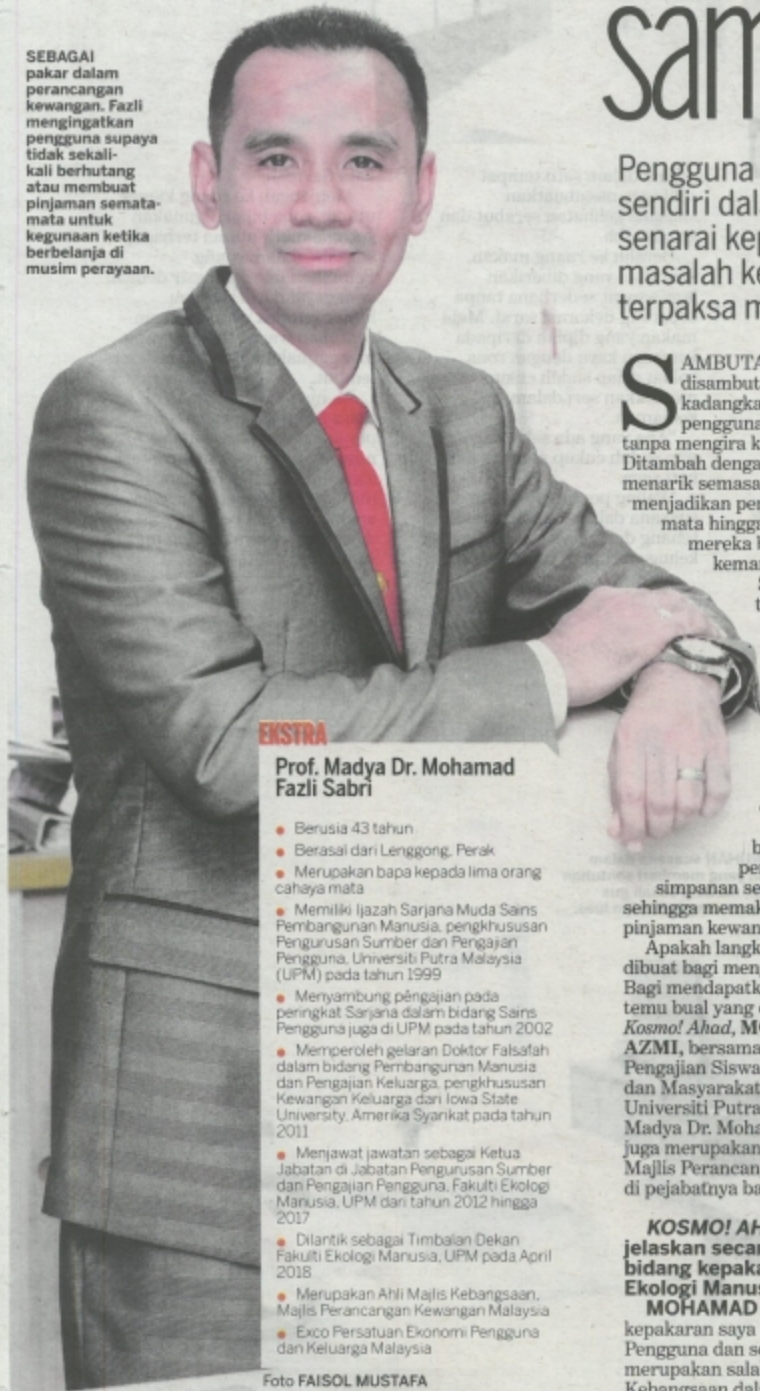 SEBAGAI
pakar dalam
perancangan
kewangan. Fazli
mengingatkan
pengguna supaya
tidak sekali-
kali berhutang
atau membuat
pinjaman semata-
mata untuk
kegunaan ketika
berbelanja di
musim perayaan.
EKSTRA
Prof. Madya Dr. Mohamad
Fazli Sabri
• Berusia 43 tahun
• Berasal dari Lenggong, Perak
• Merupakan bapa kepada lima orang
cahaya mata
• Memiliki Ijazah Sarjana Muda Sains
Pembangunan Manusia, pengkhususan
Pengurusan Sumber dan Pengajian
Pengguna, Universiti Putra Malaysia
(UPM) pada tahun 1999
• Menyambung pengajian pada
peringkat Sarjana dalam bidang Sains
Pengguna juga di UPM pada tahun 2002
• Memperoleh gelaran Doktor Falsafah
dalam bidang Pembangunan Manusia
dan Pengajian Keluarga, pengkhususan
Kewangan Keluarga dari Iowa State
University, Amerika Syarikat pada tahun
2011
• Menjawat jawatan sebagai Ketua
Jabatan di Jabatan Pengurusan Sumber
dan Pengajian Pengguna, Fakulti Ekologi
Manusia, UPM dari tahun 2012 hingga
2017
• Dilantik sebagai Timbalan Dekan
Fakulti Ekologi Manusia, UPM pada April
2018
• Merupakan Ahli Majlis Kebangsaan,
Majlis Perancangan Kewangan Malaysia
• Exco Persatuan Ekonomi Pengguna
dan Keluarga Malaysia
Foto FAISOL MUSTAFA
sam
Pengguna
sendiri dal
senarai kep
masalah ke
terpaksa m
SAMBUTA
disambut
kadangka
pengguna
tanpa mengira k
Ditambah denga
menarik semasa
menjadikan per
mata hingga
mereka b
kemar
b
per
simpanan se
sehingga memak
pinjaman kewan
Apakah langk
dibuat bagi men
Bagi mendapatk
temu bual yang
Kosmo! Ahad, MO
AZMI, bersama
Pengajian Siswa
dan Masyarakat
Universiti Putra
Madya Dr. Moha
juga merupakan
Majlis Perancan
di pejabatnya ba
KOSMO! AH
jelaskan secar
bidang kepaka
Ekologi Manus
MOHAMAD
kepakaran saya
Pengguna dan se
merupakan sala